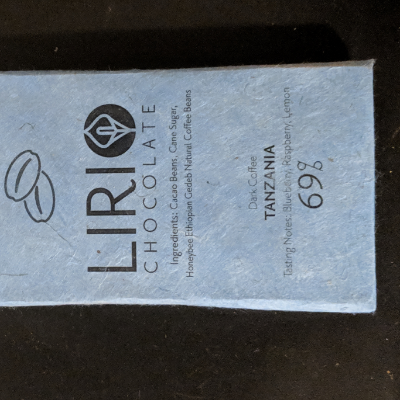 LIRIO
CHOCOLATE
Ingredients: Cacao Beans, Cane Sugar,
Honeybee Ethiopian Gedeb Natural Coffee Beans
Dark Coffee
TANZANIA
Tasting Notes: Blueberry, Raspberry, Lemon
69%